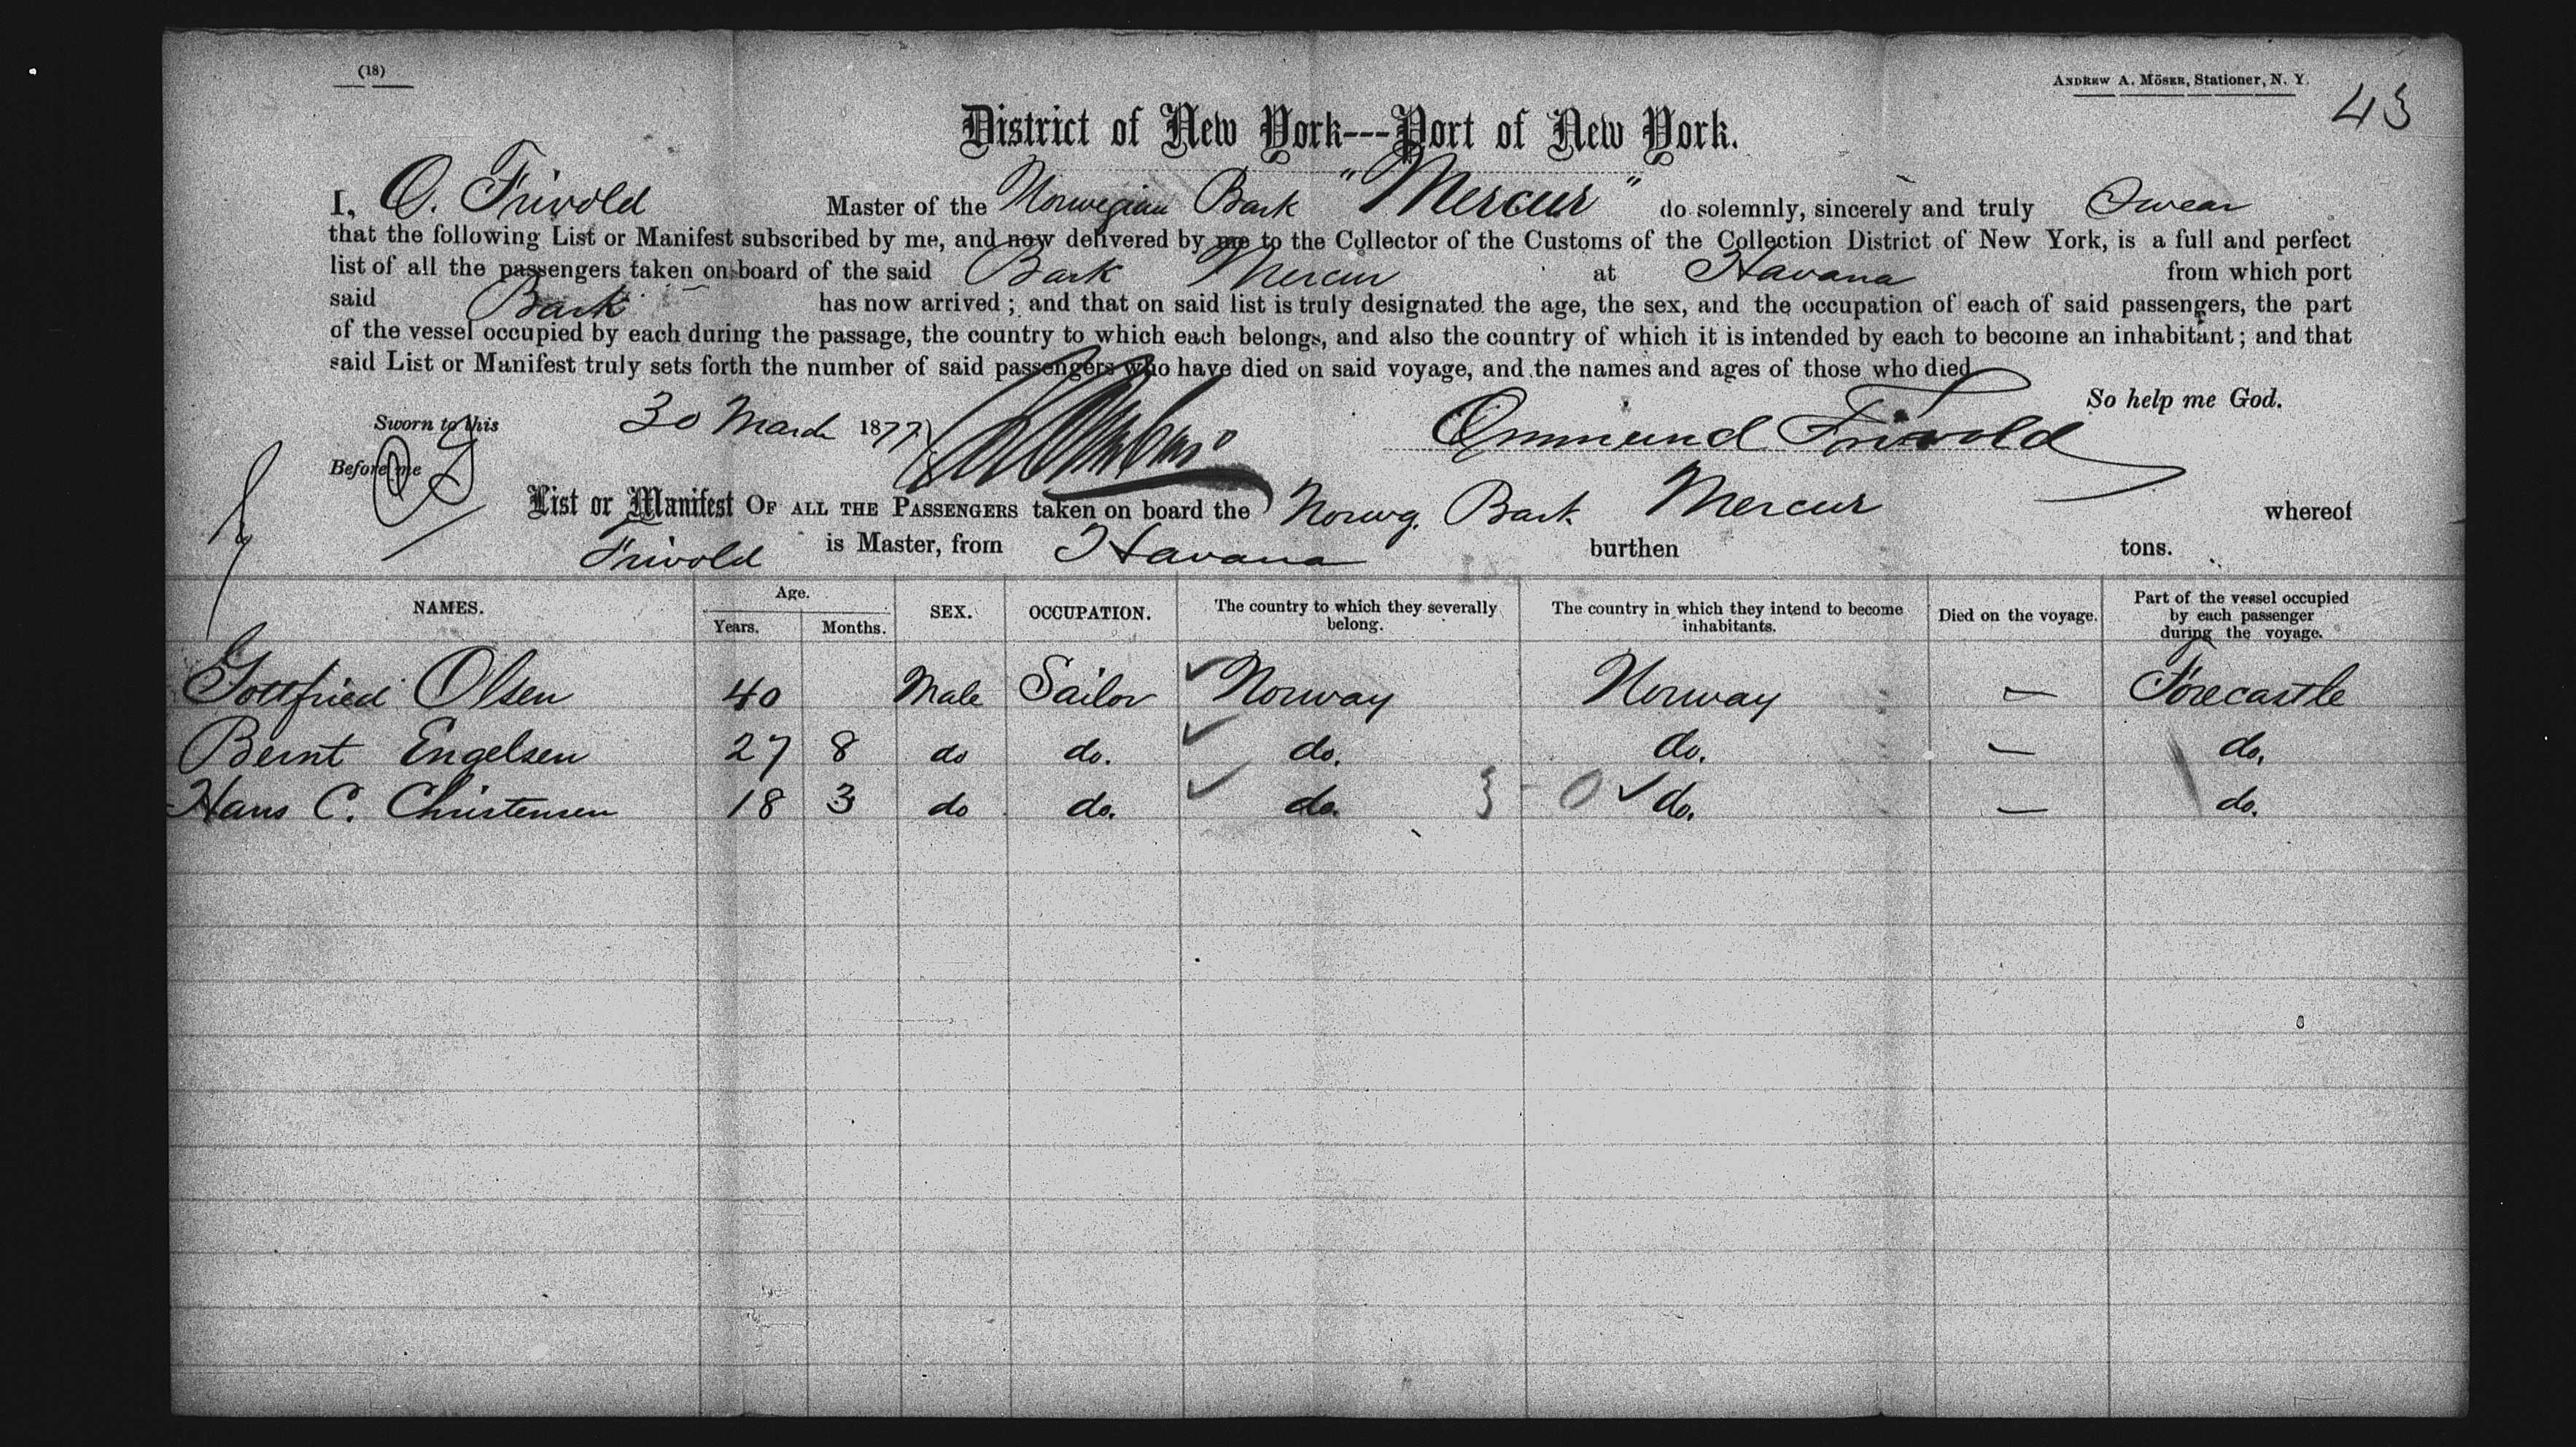 (18)
Andrew A. Möser, Stationer, N. Y.
43
District of New York---Port of New York.
I, O. Frivold Master of the Norwegian Bark "Mercur" do solemnly, sincerely and truly Swear
that the following List or Manifest subscribed by me, and now delivered by me to the Collector of the Customs of the Collection District of New York, is a full and perfect
list of all the passengers taken on board of the said Bark Mercur at Havana from which port
said Bark has now arrived; and that on said list is truly designated the age, the sex, and the occupation of each of said passengers, the part
of the vessel occupied by each during the passage, the country to which each belongs, and also the country of which it is intended by each to become an inhabitant; and that
said List or Manifest truly sets forth the number of said passengers who have died on said voyage, and the names and ages of those who died
So help me God.
Sworn to this 30 March 1877 Ommund Frivold
Before me
List or Manifest OF ALL THE PASSENGERS taken on board the Norwg. Bark Mercur whereof
Frivold is Master, from Havana burthen tons.
NAMES. Age. Years. Months. SEX. OCCUPATION. The country to which they severally belong. The country in which they intend to become inhabitants. Died on the voyage. Part of the vessel occupied by each passenger during the voyage.
Gottfried Olsen 40 Male Sailor ✓ Norway Norway — Forecastle
Bernt Engelsen 27 8 do do. ✓ do. do. — do.
Hans C. Christensen 18 3 do do. ✓ do. 3 - 0 ✓ do. — do.